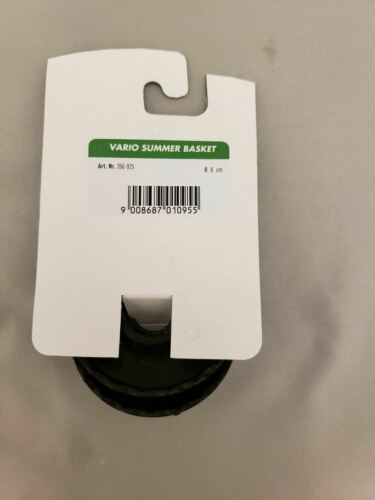 VARIO SUMMER BASKET
Art. Nr. 356-925 Ø 6 cm
9 008687 010955